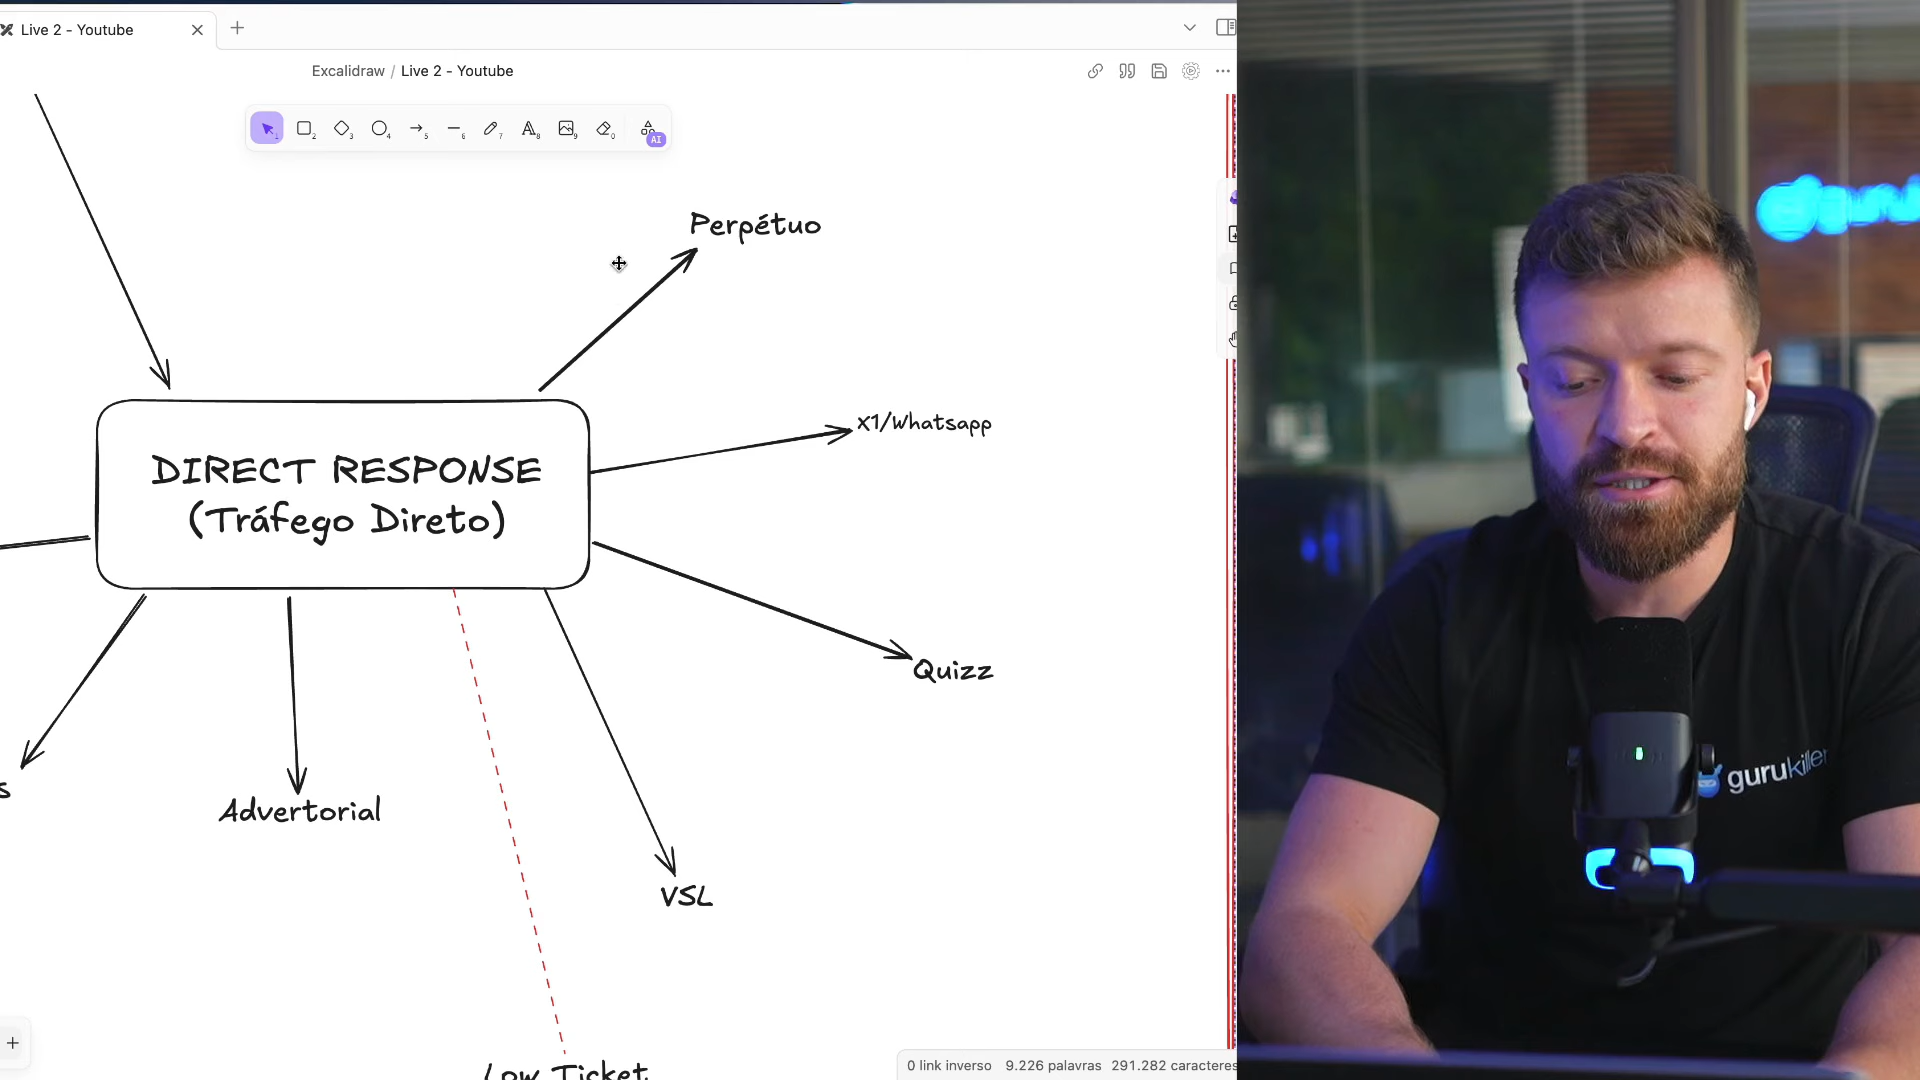 Live 2 - Youtube
Excalidraw / Live 2 - Youtube
AI
Perpétuo
X1/Whatsapp
DIRECT RESPONSE
(Tráfego Direto)
Quizz
Advertorial
VSL
Low Ticket
0 link inverso 9.226 palavras 291.282 caracteres
gurukiller